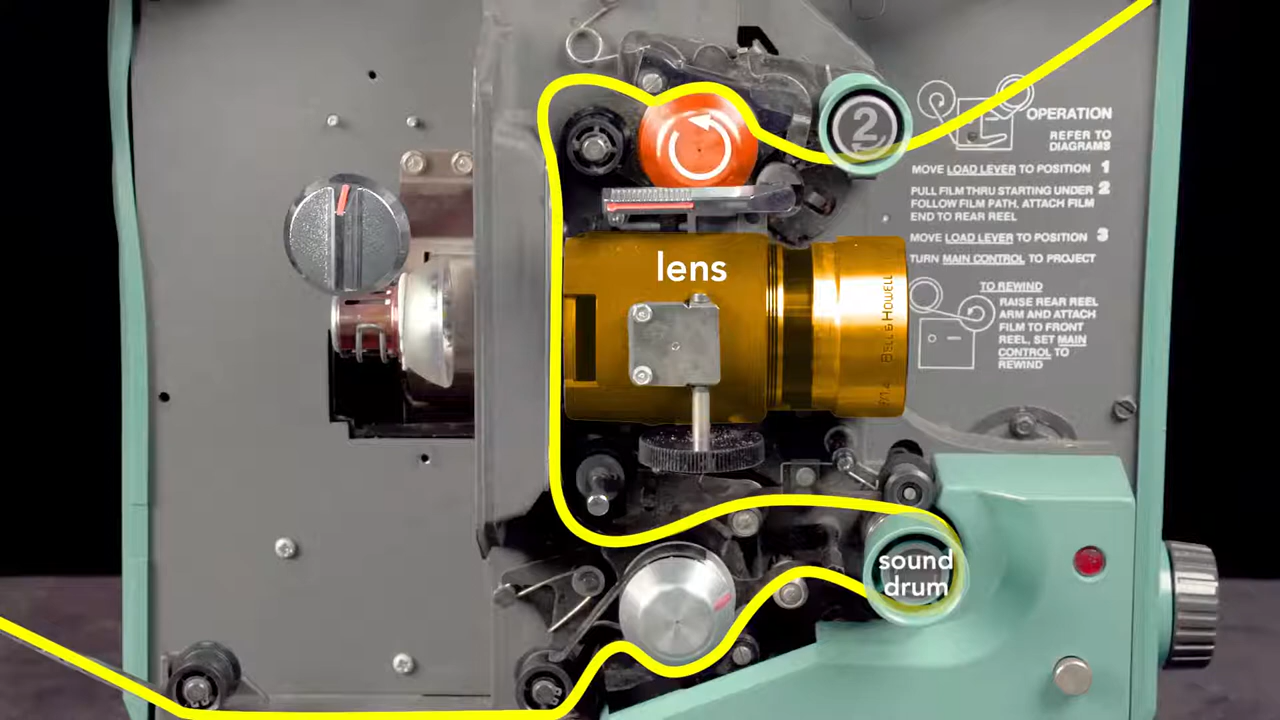 2
OPERATION
REFER TO
DIAGRAMS
MOVE LOAD LEVER TO POSITION 1
PULL FILM THRU STARTING UNDER 2
FOLLOW FILM PATH, ATTACH FILM
END TO REAR REEL
MOVE LOAD LEVER TO POSITION 3
TURN MAIN CONTROL TO PROJECT
lens
BELL & HOWELL
TO REWIND
RAISE REAR REEL
ARM AND ATTACH
FILM TO FRONT
REEL, SET MAIN
CONTROL TO
REWIND
sound
drum